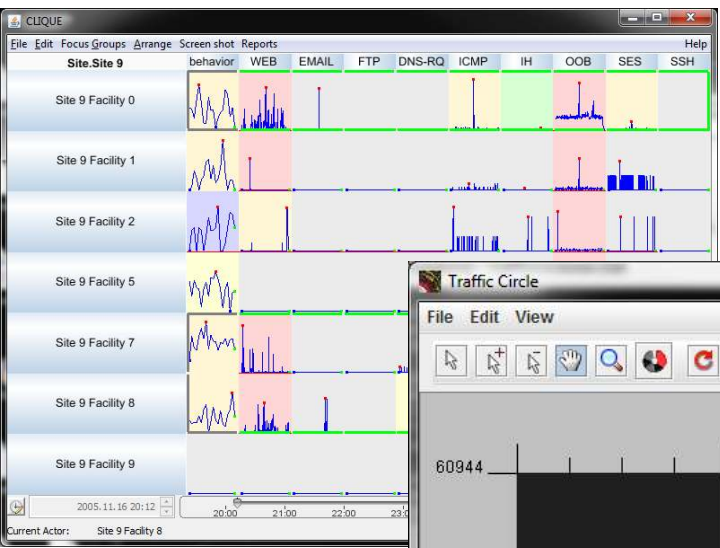 CLIQUE
File Edit Focus Groups Arrange Screen shot Reports Help
Site.Site 9 behavior WEB EMAIL FTP DNS-RQ ICMP IH OOB SES SSH
Site 9 Facility 0
Site 9 Facility 1
Site 9 Facility 2
Site 9 Facility 5
Site 9 Facility 7
Site 9 Facility 8
Site 9 Facility 9
2005.11.16 20:12 20:00 21:00 22:00
Current Actor: Site 9 Facility 8
Traffic Circle
File Edit View
60944